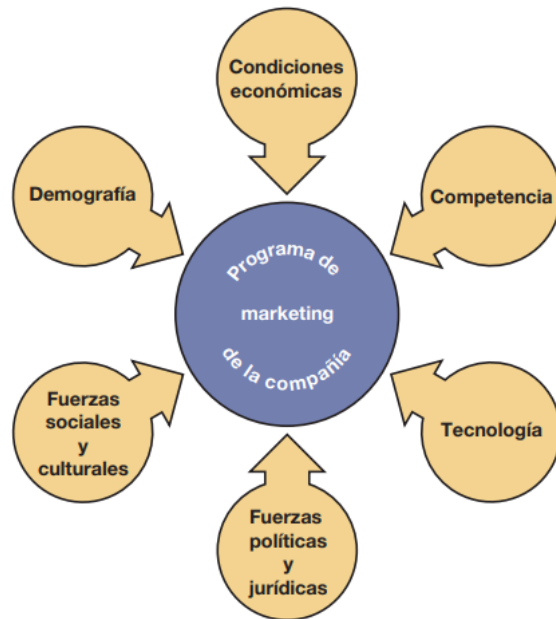 Condiciones
económicas
Demografía
Competencia
Programa de
marketing
de la compañía
Fuerzas
sociales
y
culturales
Tecnología
Fuerzas
políticas
y
jurídicas